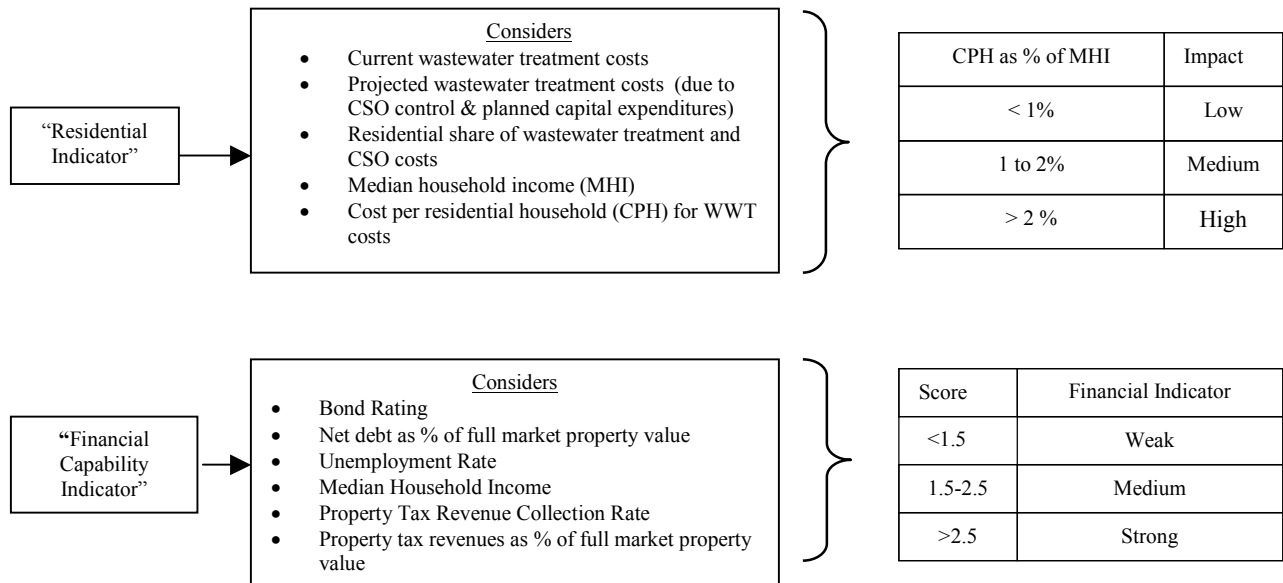 “Residential
Indicator”
Considers
• Current wastewater treatment costs
• Projected wastewater treatment costs (due to
CSO control & planned capital expenditures)
• Residential share of wastewater treatment and
CSO costs
• Median household income (MHI)
• Cost per residential household (CPH) for WWT
costs
CPH as % of MHI Impact
< 1% Low
1 to 2% Medium
> 2 % High
“Financial
Capability
Indicator”
Considers
• Bond Rating
• Net debt as % of full market property value
• Unemployment Rate
• Median Household Income
• Property Tax Revenue Collection Rate
• Property tax revenues as % of full market property
value
Score Financial Indicator
<1.5 Weak
1.5-2.5 Medium
>2.5 Strong